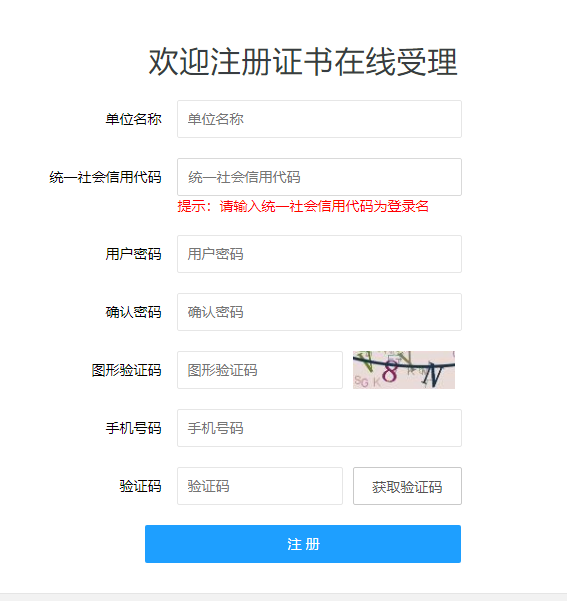 欢迎注册证书在线受理
单位名称 单位名称
统一社会信用代码 统一社会信用代码
提示：请输入统一社会信用代码为登录名
用户密码 用户密码
确认密码 确认密码
图形验证码 图形验证码
手机号码 手机号码
验证码 验证码 获取验证码
注 册